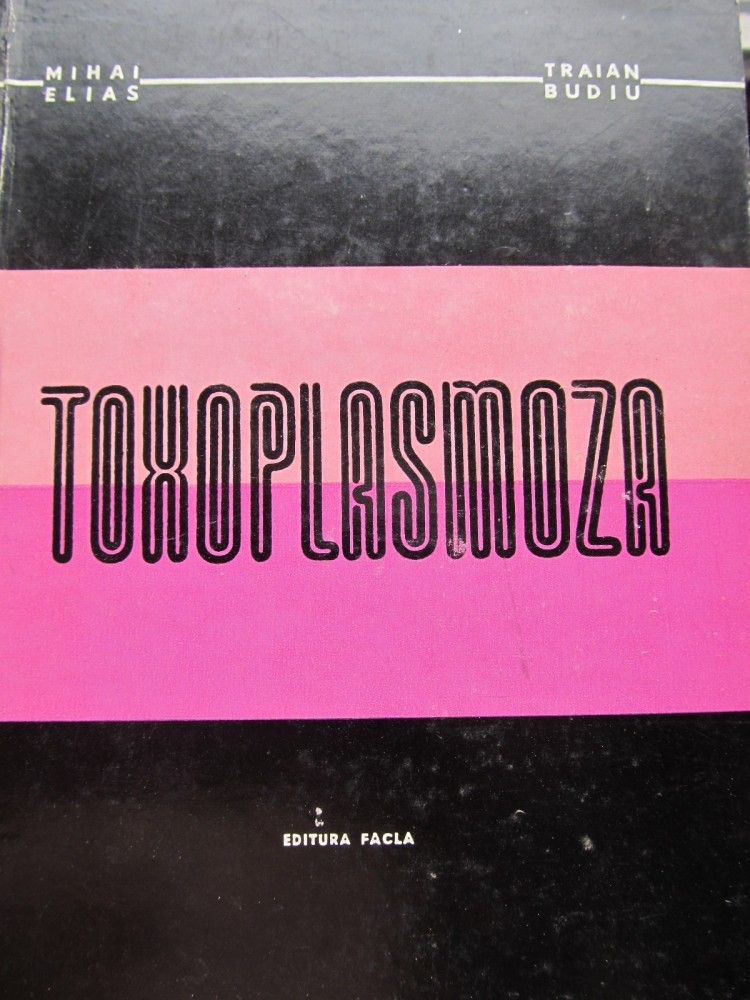 MIHAI
ELIAS
TRAIAN
BUDIU
TOXOPLASMOZA
EDITURA FACLA